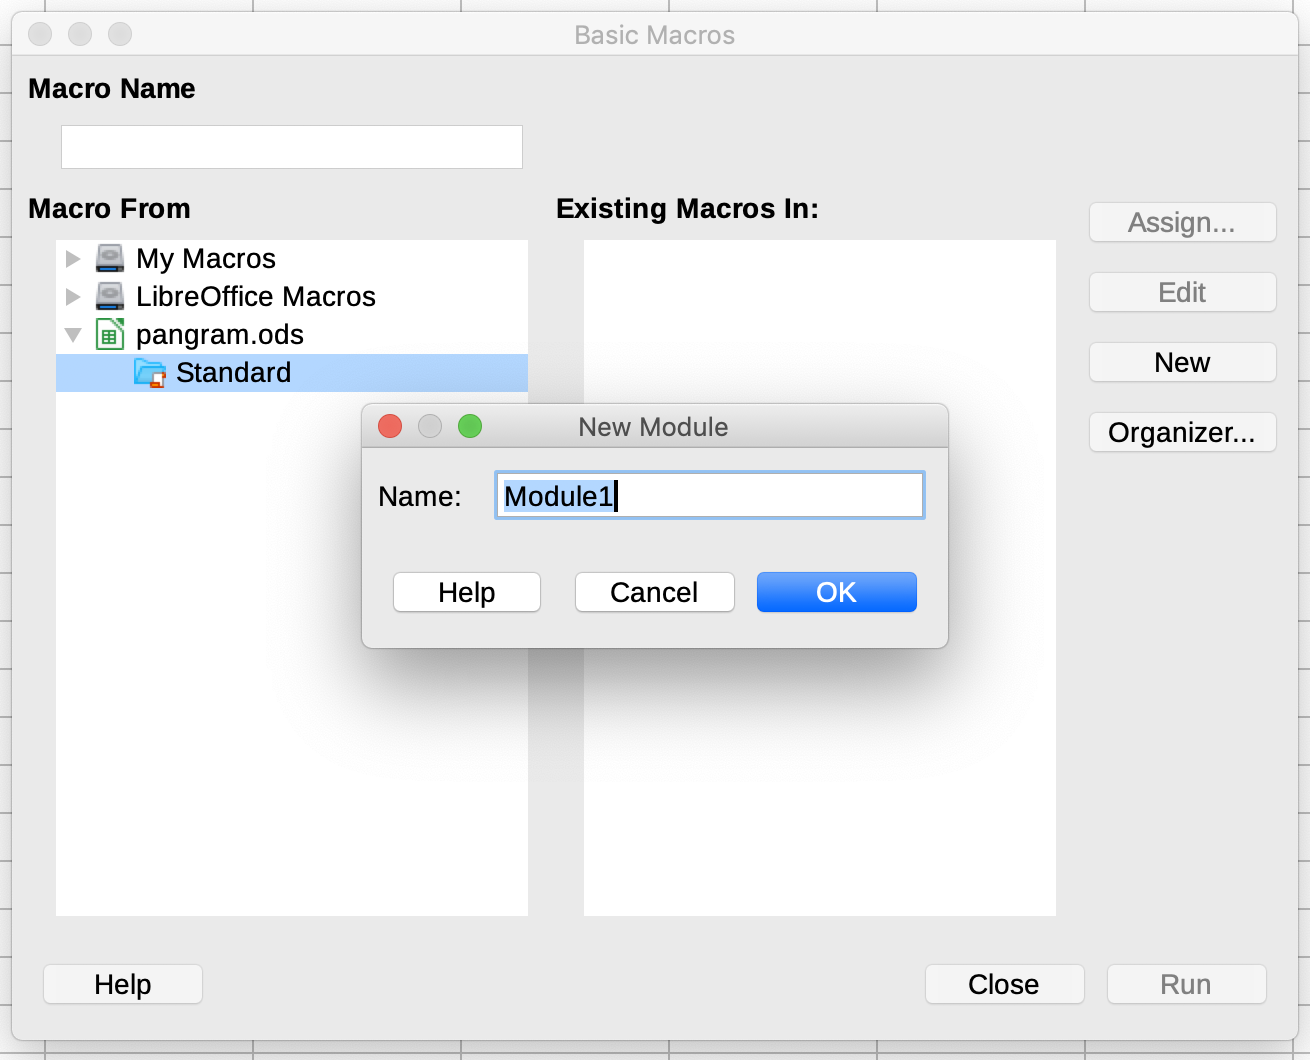 Basic Macros
Macro Name
Macro From
Existing Macros In:
My Macros
LibreOffice Macros
pangram.ods
Standard
Assign...
Edit
New
Organizer...
New Module
Name: Module1
Help Cancel OK
Help Close Run